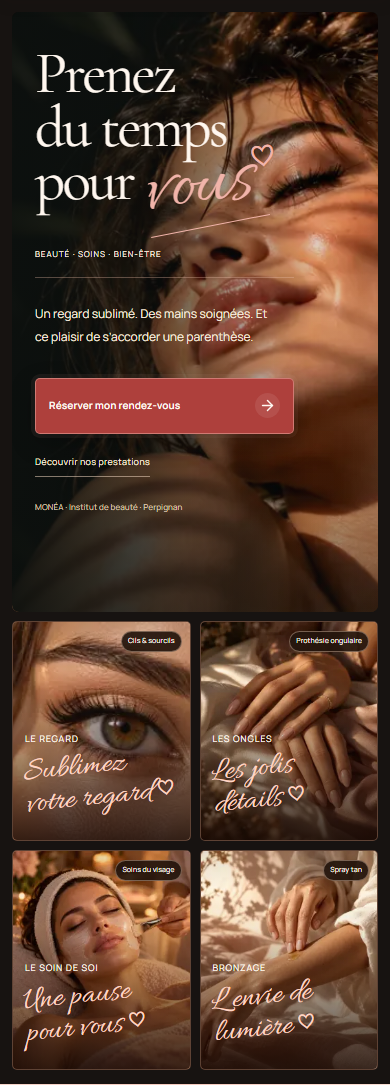 Prenez
du temps
pour vous
BEAUTÉ · SOINS · BIEN-ÊTRE
Un regard sublimé. Des mains soignées. Et
ce plaisir de s'accorder une parenthèse.
Réserver mon rendez-vous
Découvrir nos prestations
MONÉA · Institut de beauté · Perpignan
Cils & sourcils
LE REGARD
Sublimez
votre regard
Prothésie ongulaire
LES ONGLES
Les jolis
détails
Soins du visage
LE SOIN DE SOI
Une pause
pour vous
Spray tan
BRONZAGE
L'envie de
lumière